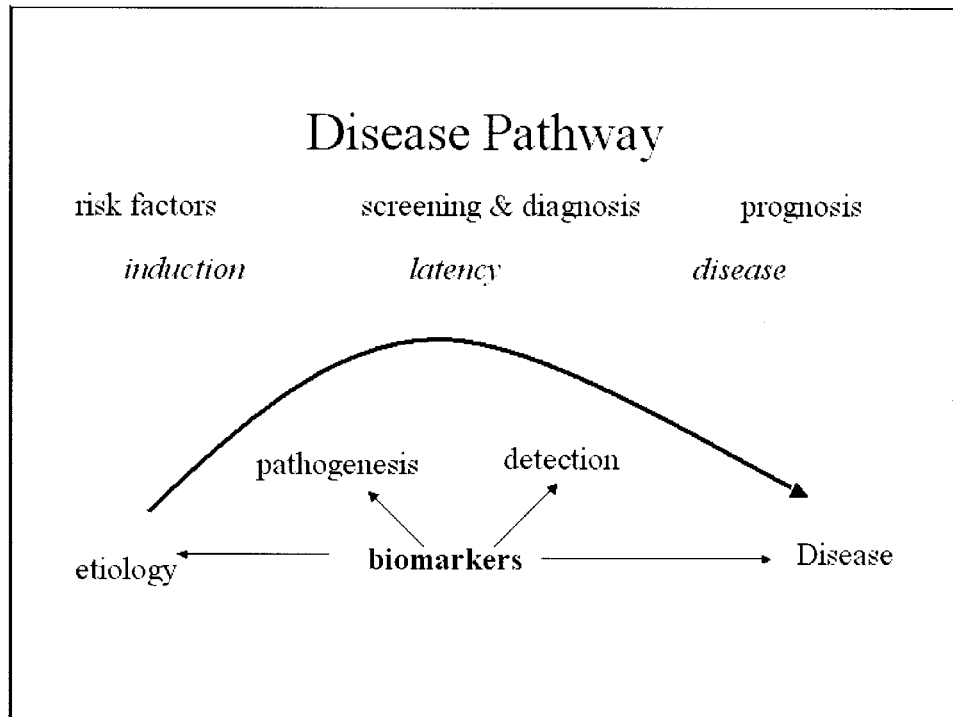 Disease Pathway
risk factors screening & diagnosis prognosis
induction latency disease
pathogenesis detection
etiology biomarkers Disease